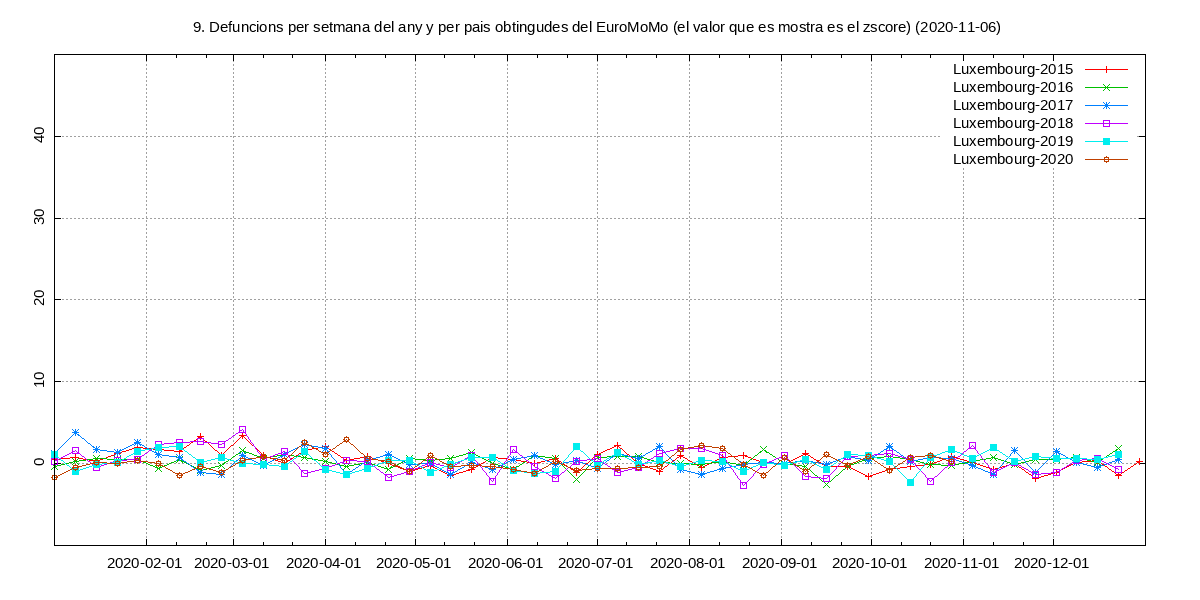 9. Defuncions per setmana del any y per pais obtingudes del EuroMoMo (el valor que es mostra es el zscore) (2020-11-06)
Luxembourg-2015
Luxembourg-2016
Luxembourg-2017
Luxembourg-2018
Luxembourg-2019
Luxembourg-2020
40
30
20
10
0
2020-02-01 2020-03-01 2020-04-01 2020-05-01 2020-06-01 2020-07-01 2020-08-01 2020-09-01 2020-10-01 2020-11-01 2020-12-01